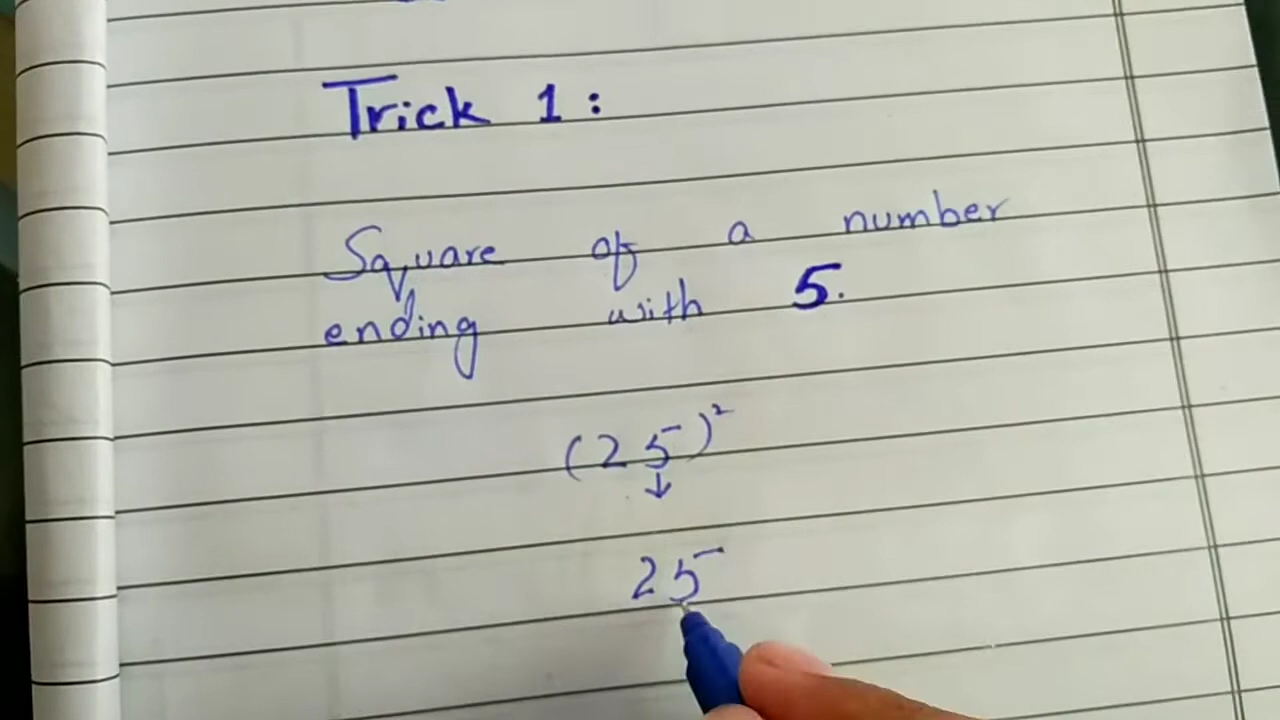 Trick 1:
Square of a number
ending with 5.
(25)²
↓
25